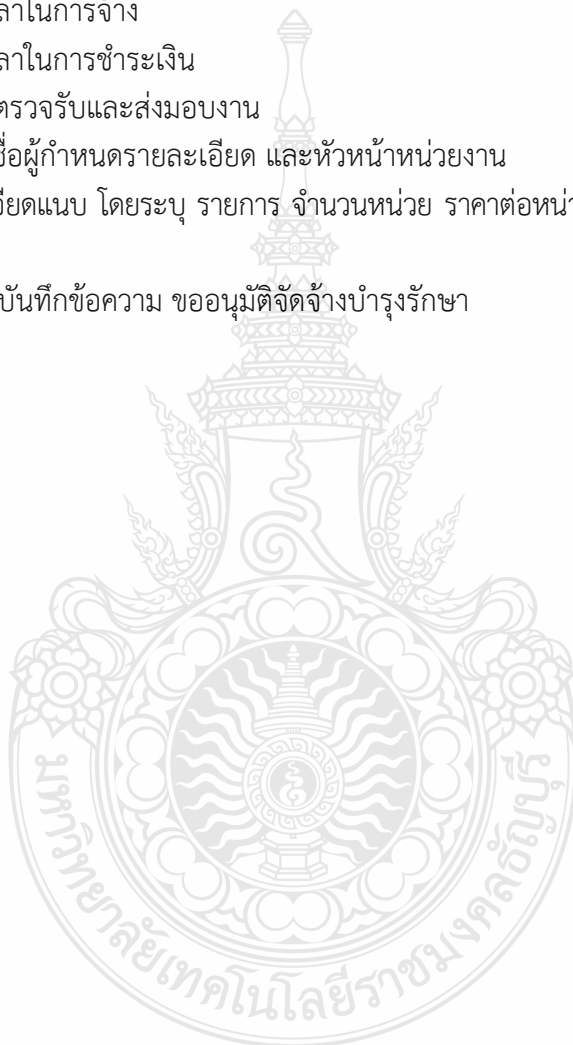 ลาในการจ้าง
ลาในการชำระเงิน
ตรวจรับและส่งมอบงาน
ชื่อผู้กำหนดรายละเอียด และหัวหน้าหน่วยงาน
อียดแนบ โดยระบุ รายการ จำนวนหน่วย ราคาต่อหน่
บันทึกข้อความ ขออนุมัติจัดจ้างบำรุงรักษา
มหาวิทยาลัยเทคโนโลยีราชมงคลธัญบุรี